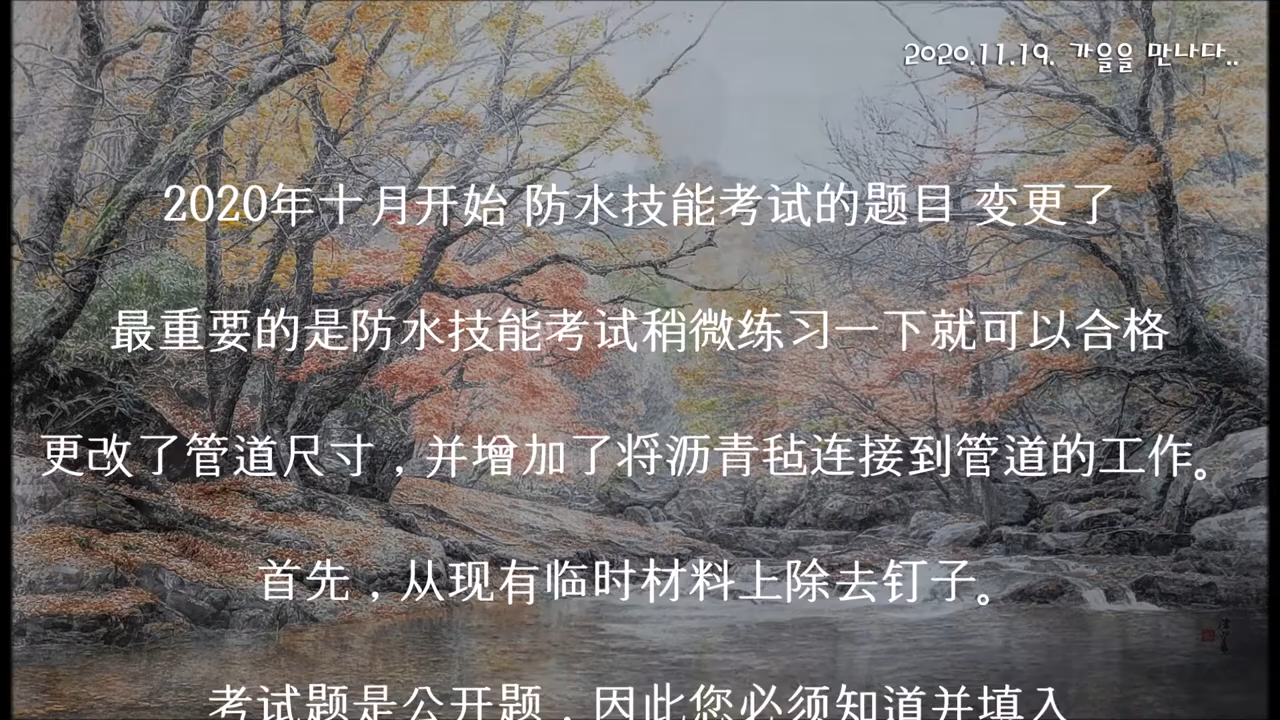 2020.11.19. 가을을 만나다..
2020年十月开始 防水技能考试的题目 变更了
最重要的是防水技能考试稍微练习一下就可以合格
更改了管道尺寸，并增加了将沥青毡连接到管道的工作。
首先，从现有临时材料上除去钉子。
考试题是公开题，因此您必须知道并填入